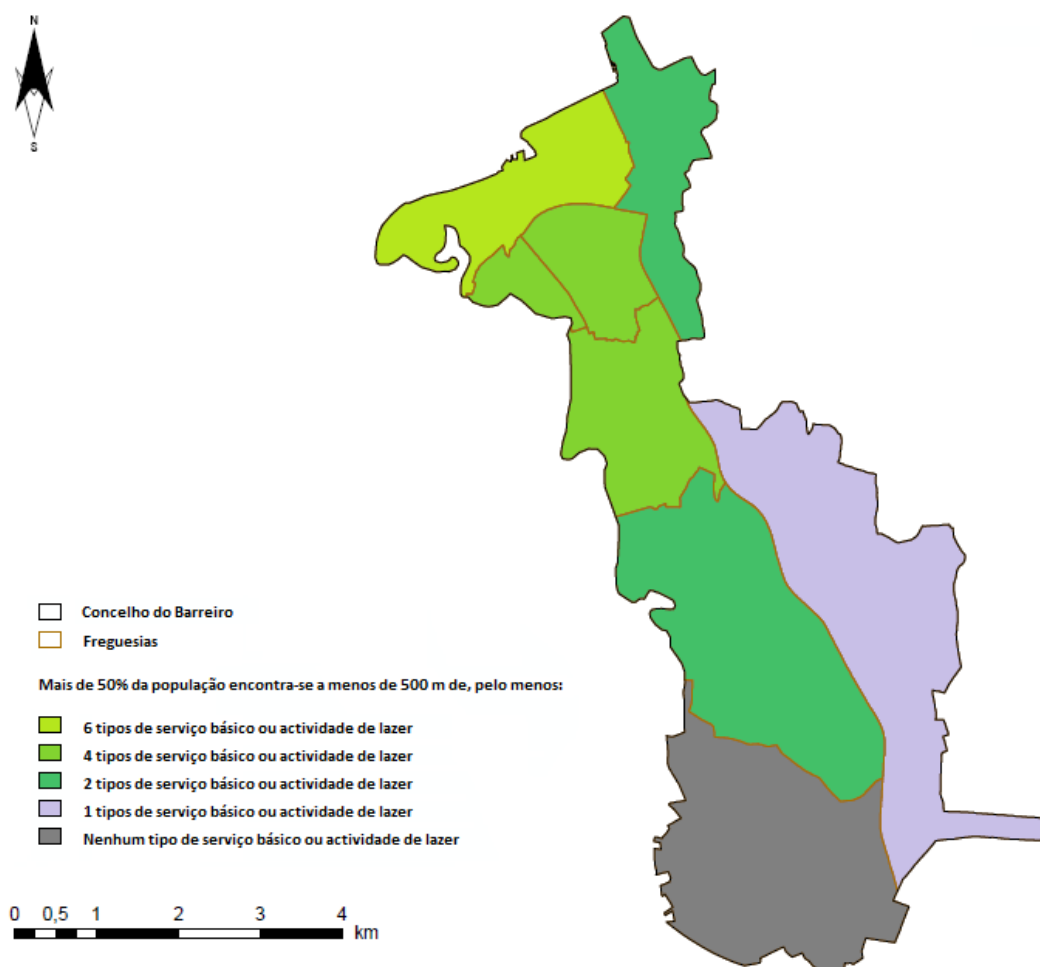 N
S
Concelho do Barreiro
Freguesias
Mais de 50% da população encontra-se a menos de 500 m de, pelo menos:
6 tipos de serviço básico ou actividade de lazer
4 tipos de serviço básico ou actividade de lazer
2 tipos de serviço básico ou actividade de lazer
1 tipos de serviço básico ou actividade de lazer
Nenhum tipo de serviço básico ou actividade de lazer
0 0,5 1 2 3 4
km